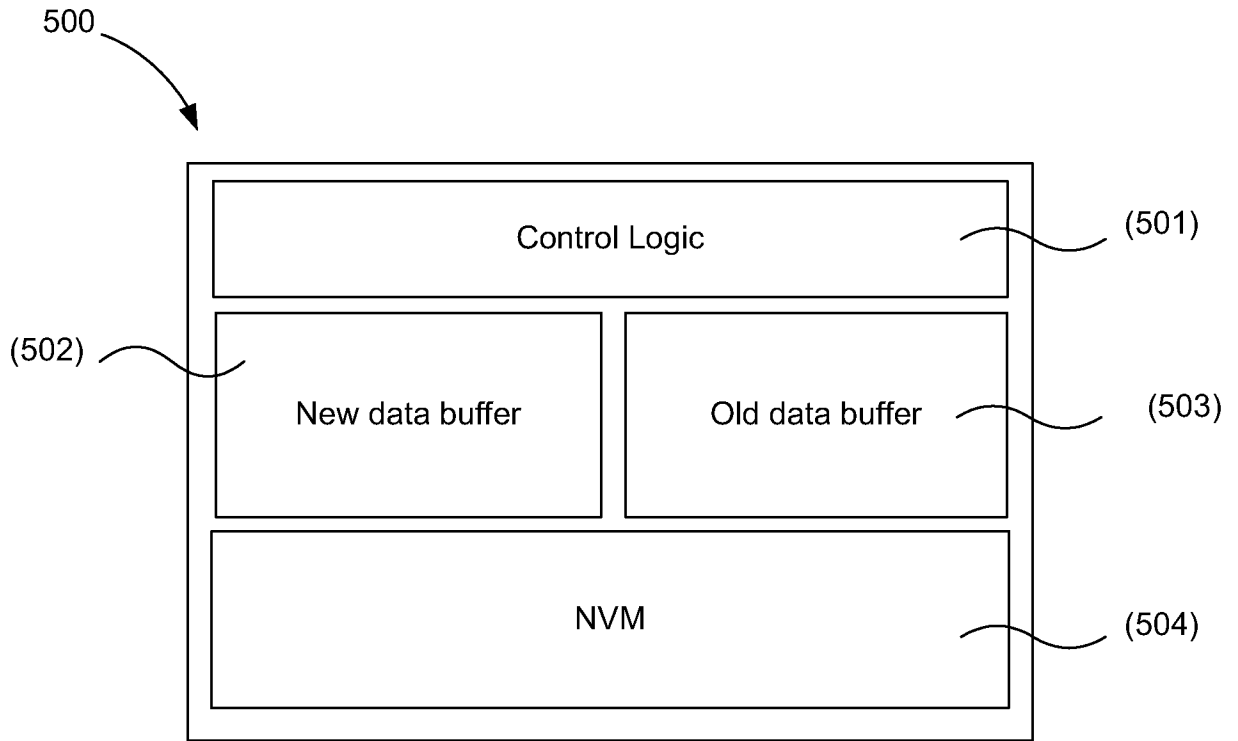 500
Control Logic
(501)
(502)
New data buffer
Old data buffer
(503)
NVM
(504)